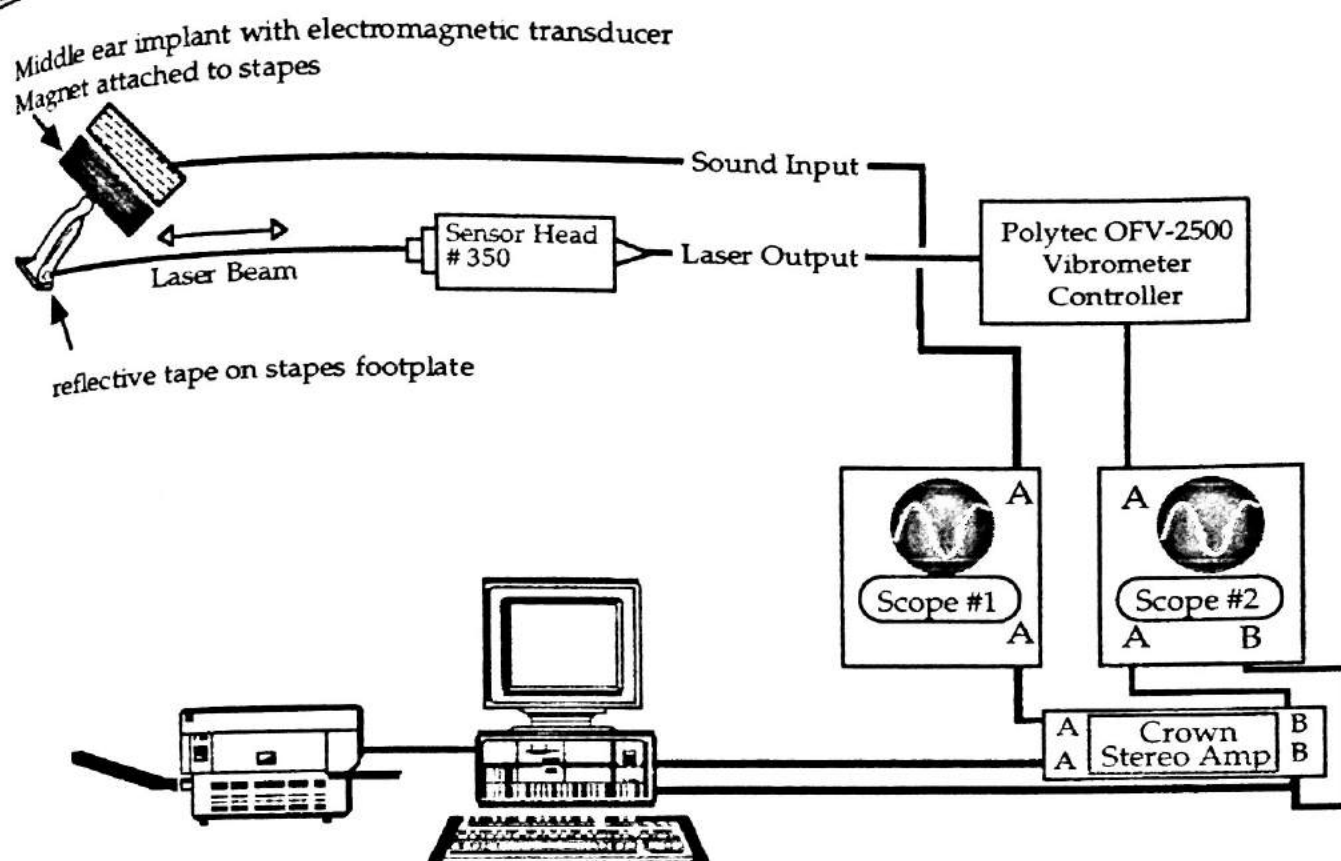 Middle ear implant with electromagnetic transducer
Magnet attached to stapes
Sound Input
Sensor Head
# 350
Laser Output
Laser Beam
Polytec OFV-2500
Vibrometer
Controller
reflective tape on stapes footplate
A
A
Scope #1
Scope #2
A
A
B
A
Crown
B
A
Stereo Amp
B